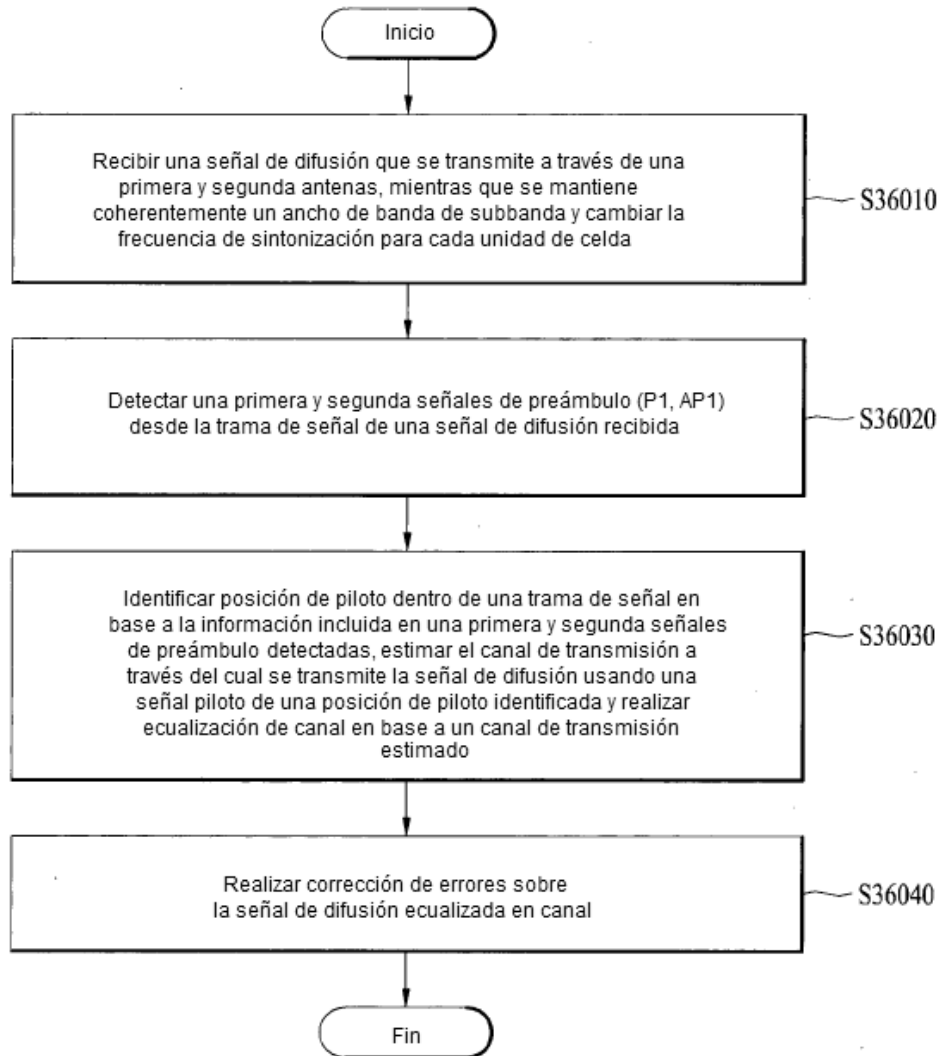 Inicio
Recibir una señal de difusión que se transmite a través de una
primera y segunda antenas, mientras que se mantiene
coherentemente un ancho de banda de subbanda y cambiar la
frecuencia de sintonización para cada unidad de celda
S36010
Detectar una primera y segunda señales de preámbulo (P1, AP1)
desde la trama de señal de una señal de difusión recibida
S36020
Identificar posición de piloto dentro de una trama de señal en
base a la información incluida en una primera y segunda señales
de preámbulo detectadas, estimar el canal de transmisión a
través del cual se transmite la señal de difusión usando una
señal piloto de una posición de piloto identificada y realizar
ecualización de canal en base a un canal de transmisión
estimado
S36030
Realizar corrección de errores sobre
la señal de difusión ecualizada en canal
S36040
Fin